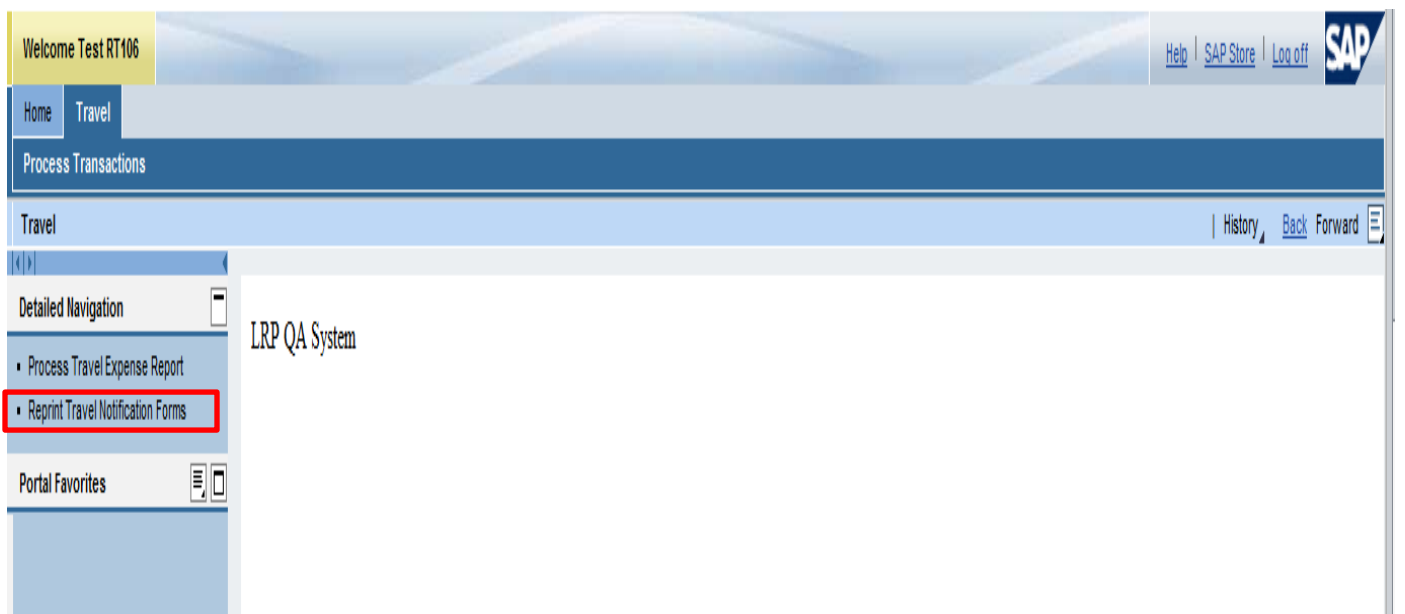 Welcome Test RT106
Help | SAP Store | Log off
SAP
Home Travel
Process Transactions
Travel
| History Back Forward
Detailed Navigation
▪ Process Travel Expense Report
▪ Reprint Travel Notification Forms
LRP QA System
Portal Favorites